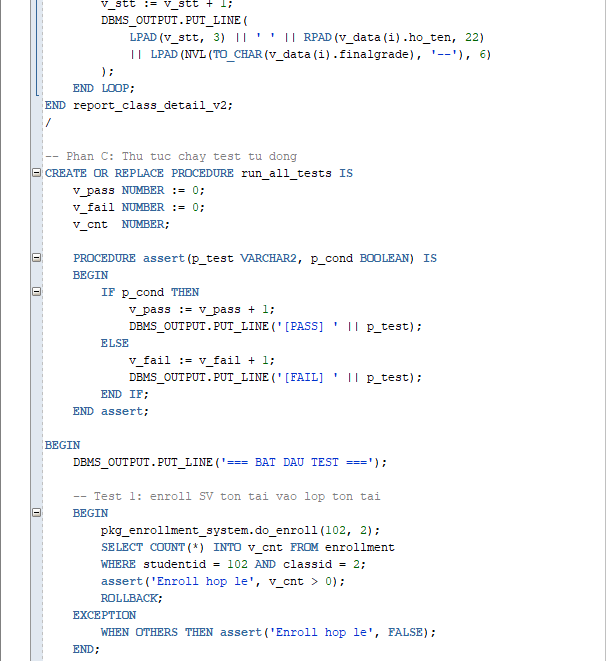 v_stt := v_stt + 1;
        DBMS_OUTPUT.PUT_LINE(
            LPAD(v_stt, 3) || ' ' || RPAD(v_data(i).ho_ten, 22)
            || LPAD(NVL(TO_CHAR(v_data(i).finalgrade), '--'), 6)
        );
    END LOOP;
END report_class_detail_v2;
/

-- Phan C: Thu tuc chay test tu dong
CREATE OR REPLACE PROCEDURE run_all_tests IS
    v_pass NUMBER := 0;
    v_fail NUMBER := 0;
    v_cnt  NUMBER;

    PROCEDURE assert(p_test VARCHAR2, p_cond BOOLEAN) IS
    BEGIN
        IF p_cond THEN
            v_pass := v_pass + 1;
            DBMS_OUTPUT.PUT_LINE('[PASS] ' || p_test);
        ELSE
            v_fail := v_fail + 1;
            DBMS_OUTPUT.PUT_LINE('[FAIL] ' || p_test);
        END IF;
    END assert;

BEGIN
    DBMS_OUTPUT.PUT_LINE('=== BAT DAU TEST ===');

    -- Test 1: enroll SV ton tai vao lop ton tai
    BEGIN
        pkg_enrollment_system.do_enroll(102, 2);
        SELECT COUNT(*) INTO v_cnt FROM enrollment
        WHERE studentid = 102 AND classid = 2;
        assert('Enroll hop le', v_cnt > 0);
        ROLLBACK;
    EXCEPTION
        WHEN OTHERS THEN assert('Enroll hop le', FALSE);
    END;